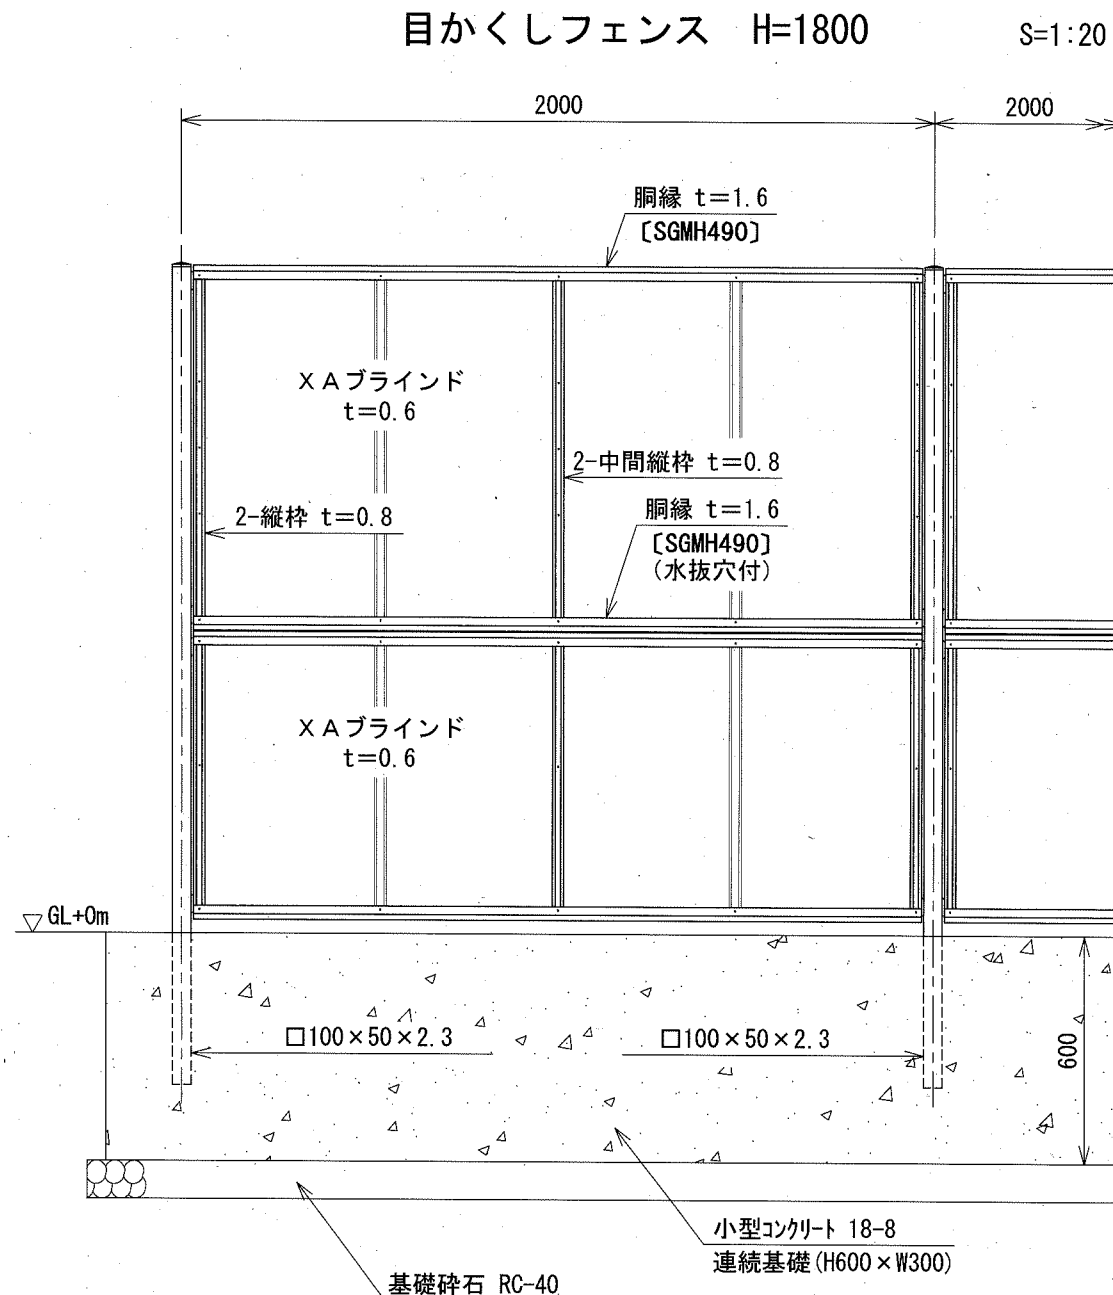 目かくしフェンス H=1800
S=1:20
2000
2000
胴縁 t=1.6
〔SGMH490〕
XAブラインド
t=0.6
2-中間縦枠 t=0.8
2-縦枠 t=0.8
胴縁 t=1.6
〔SGMH490〕
(水抜穴付)
XAブラインド
t=0.6
GL+0m
□100×50×2.3
□100×50×2.3
600
小型コンクリート 18-8
連続基礎(H600×W300)
基礎砕石 RC-40